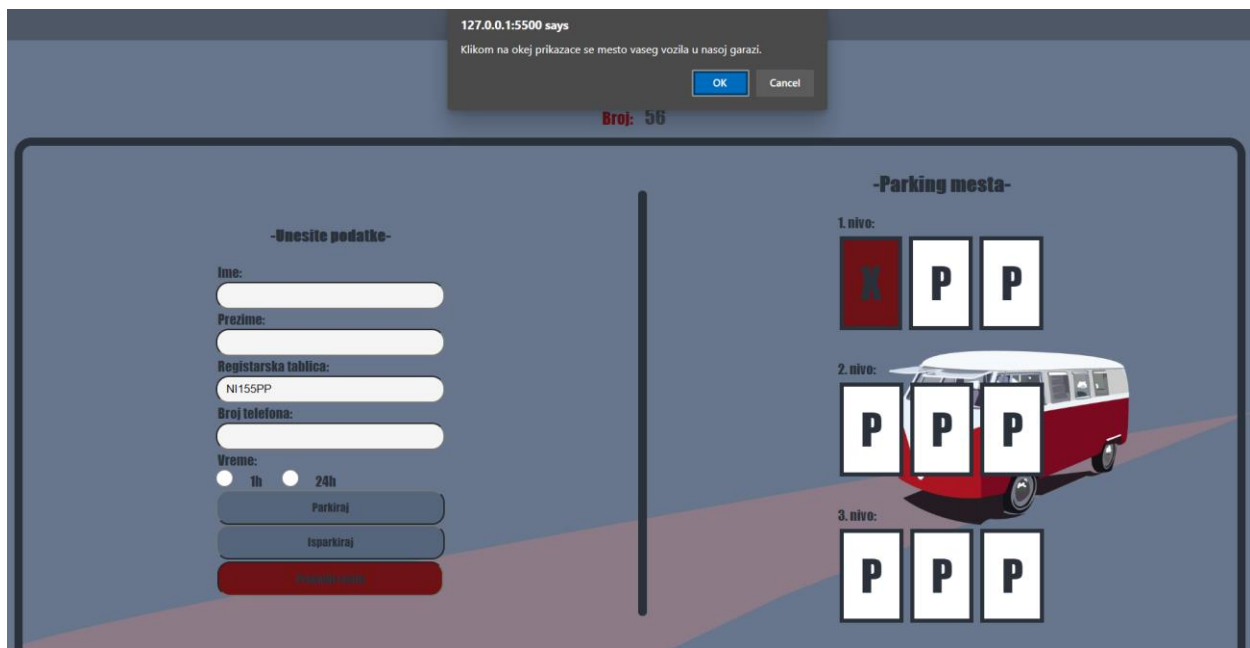 127.0.0.1:5500 says
Klikom na okej prikazace se mesto vaseg vozila u nasoj garazi.
OK Cancel
Broj: 56
-Unesite podatke-
Ime:
Prezime:
Registarska tablica:
NI155PP
Broj telefona:
Vreme:
1h 24h
Parkiraj
Isparkiraj
-Parking mesta-
1. nivo:
X P P
2. nivo:
P P P
3. nivo:
P P P